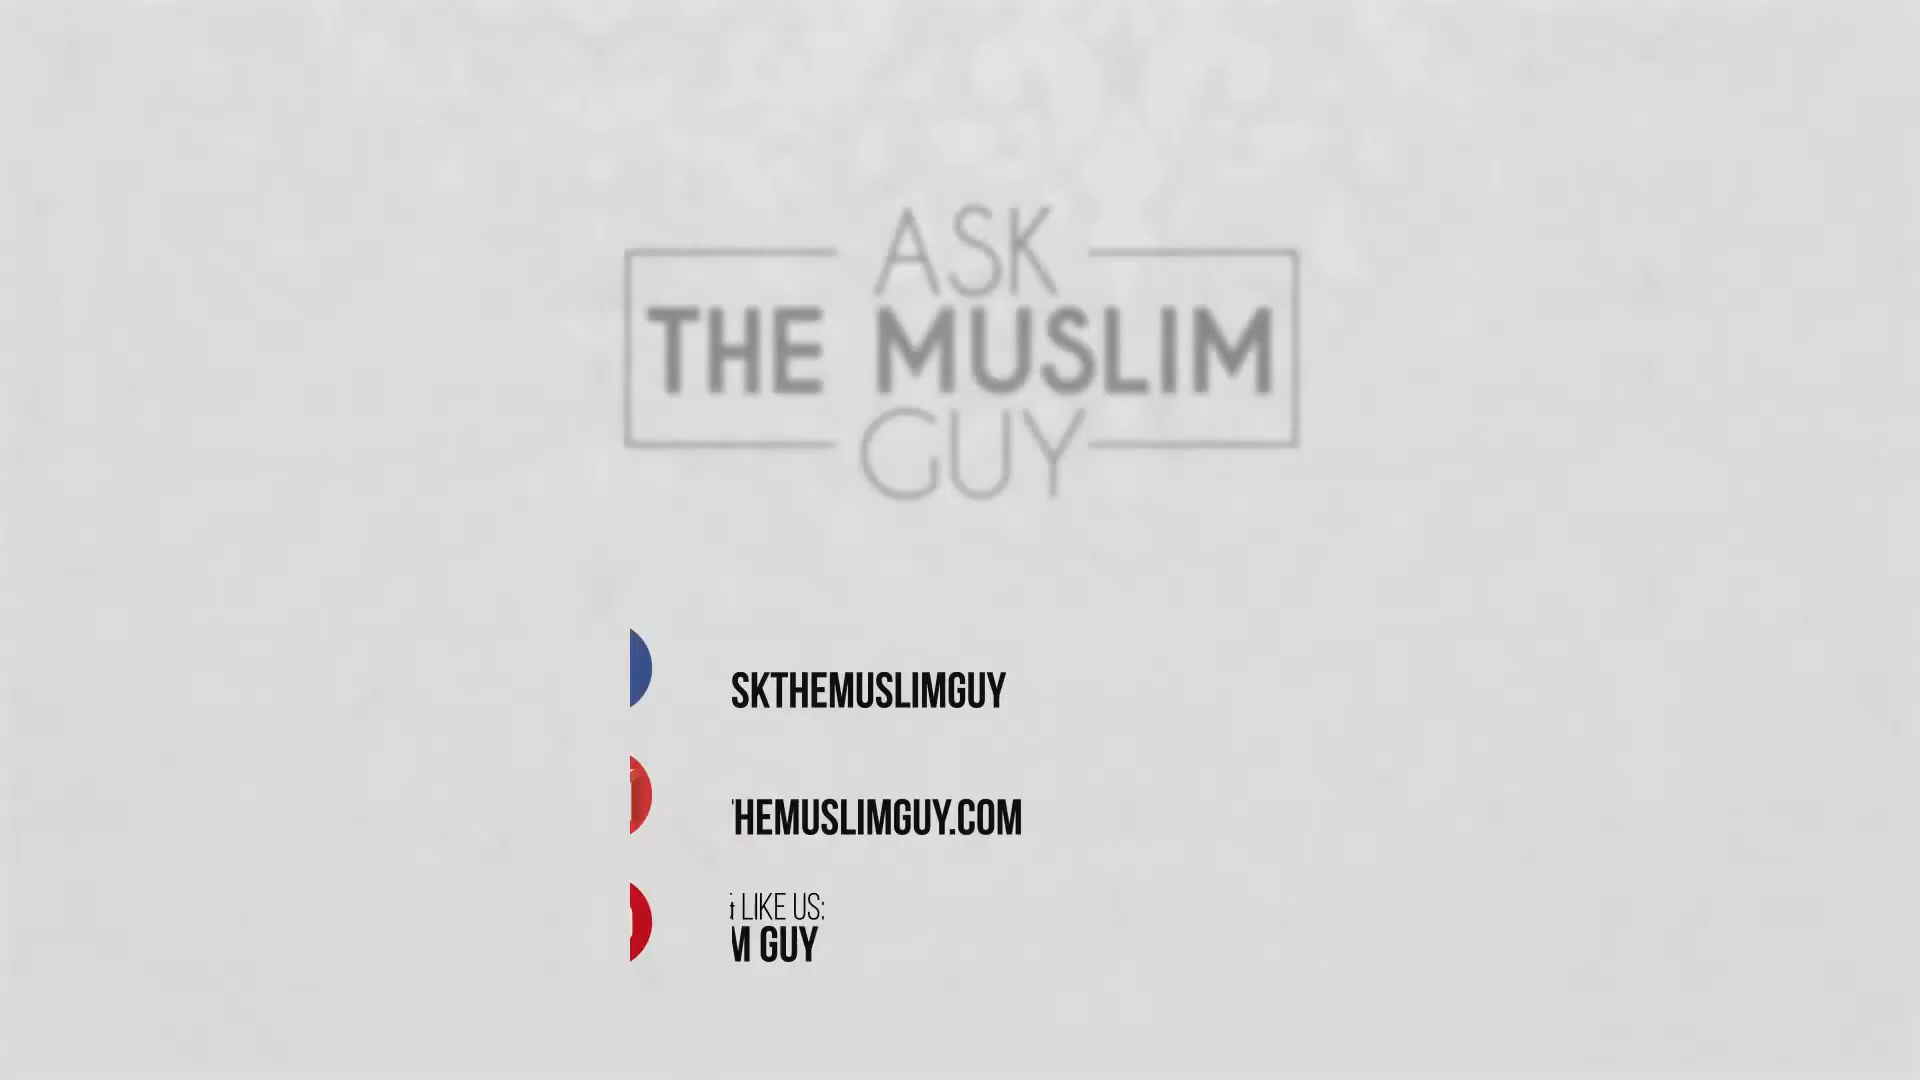 ASK
THE MUSLIM
GUY
SKTHEMUSLIMGUY
THEMUSLIMGUY.COM
LIKE US:
M GUY